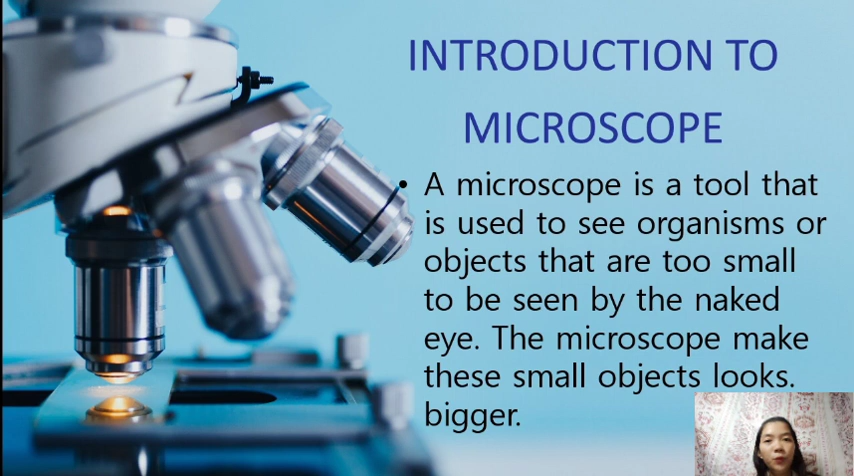 INTRODUCTION TO
MICROSCOPE
• A microscope is a tool that
is used to see organisms or
objects that are too small
to be seen by the naked
eye. The microscope make
these small objects looks.
bigger.